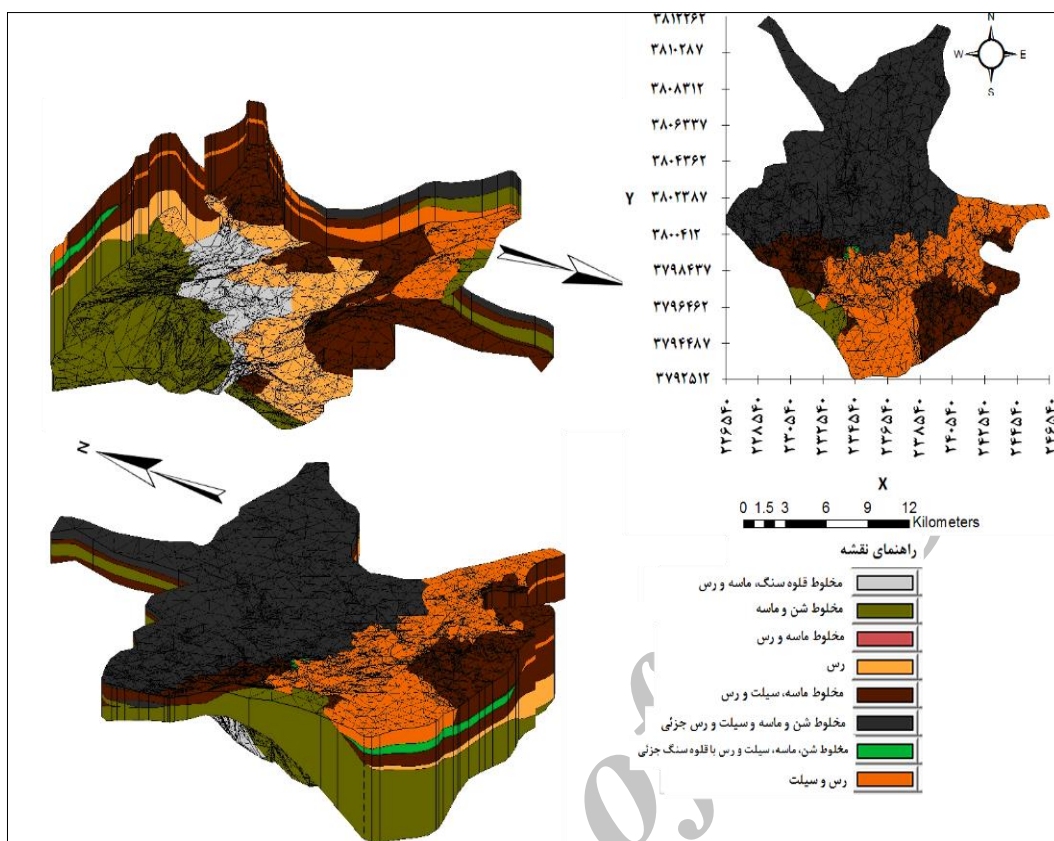 ۳۸۱۲۲۶۲
۳۸۱۰۲۸۷
۳۸۰۸۳۱۲
۳۸۰۶۳۳۷
۳۸۰۴۳۶۲
۳۸۰۲۳۸۷
۳۸۰۰۴۱۲
۳۷۹۸۴۳۷
۳۷۹۶۴۶۲
۳۷۹۴۴۸۷
۳۷۹۲۵۱۲
Y
N
W E
S
۲۲۶۵۴۰ ۲۲۸۵۴۰ ۲۳۰۵۴۰ ۲۳۲۵۴۰ ۲۳۴۵۴۰ ۲۳۶۵۴۰ ۲۳۸۵۴۰ ۲۴۰۵۴۰ ۲۴۲۵۴۰ ۲۴۴۵۴۰ ۲۴۶۵۴۰
X
0 1.5 3 6 9 12
Kilometers
N
راهنمای نقشه
مخلوط قلوه سنگ، ماسه و رس
مخلوط شن و ماسه
مخلوط ماسه و رس
رس
مخلوط ماسه، سیلت و رس
مخلوط شن و ماسه و سیلت و رس جزئی
مخلوط شن، ماسه، سیلت و رس با قلوه سنگ جزئی
رس و سیلت
of